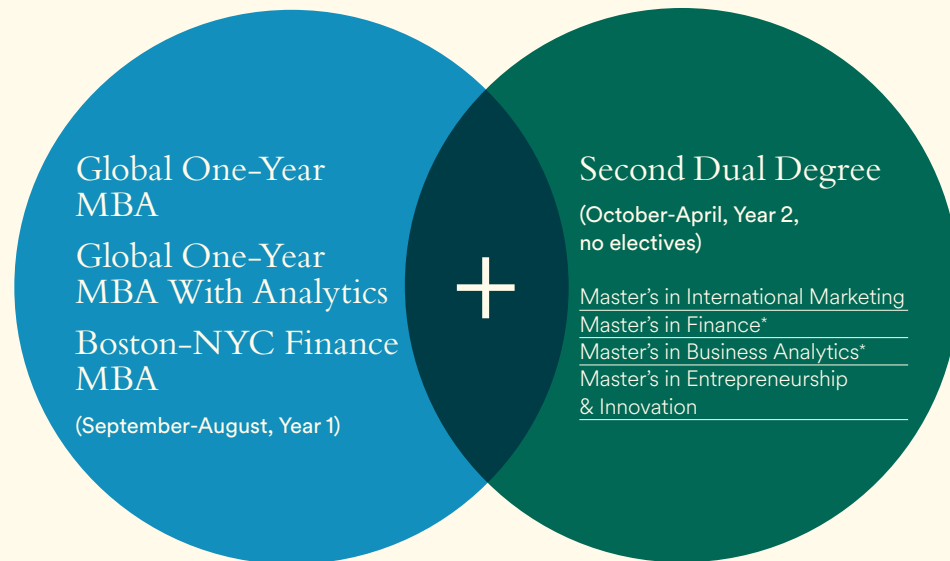 Global One-Year
MBA
Global One-Year
MBA With Analytics
Boston-NYC Finance
MBA
(September-August, Year 1)
+
Second Dual Degree
(October-April, Year 2,
no electives)
Master's in International Marketing
Master's in Finance*
Master's in Business Analytics*
Master's in Entrepreneurship
& Innovation